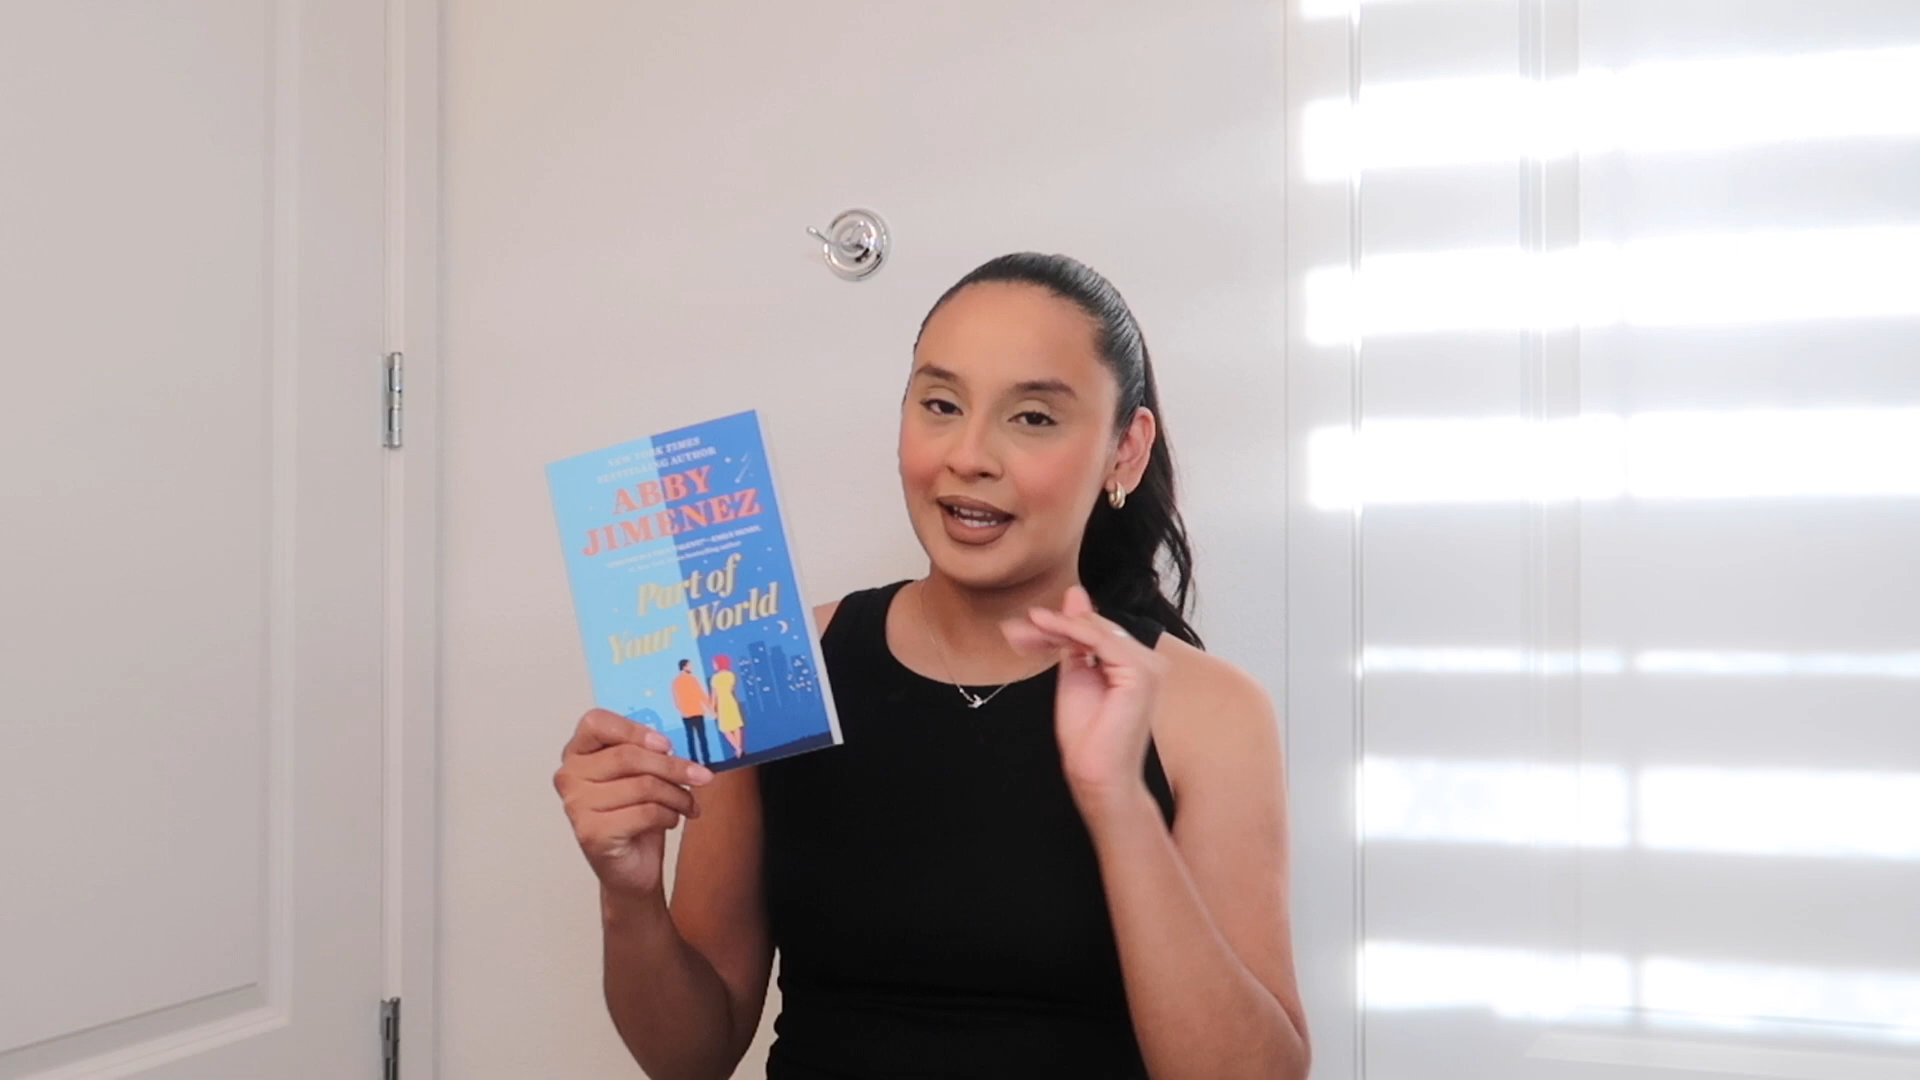 NEW YORK TIMES
BESTSELLING AUTHOR
ABBY
JIMENEZ
Part of
Your World